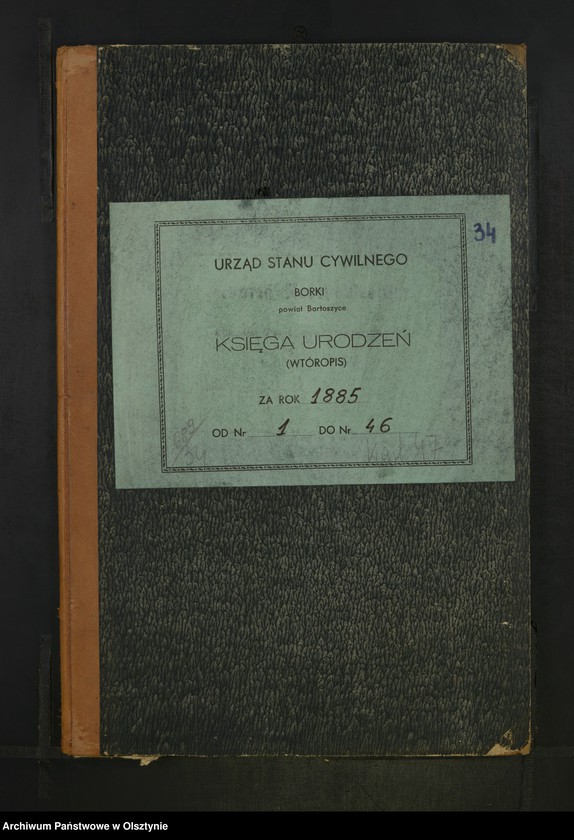 34
URZĄD STANU CYWILNEGO
BORKI
powiat Bartoszyce
KSIĘGA URODZEŃ
(WTÓROPIS)
ZA ROK 1885
OD Nr 1 DO Nr 46
Archiwum Państwowe w Olsztynie